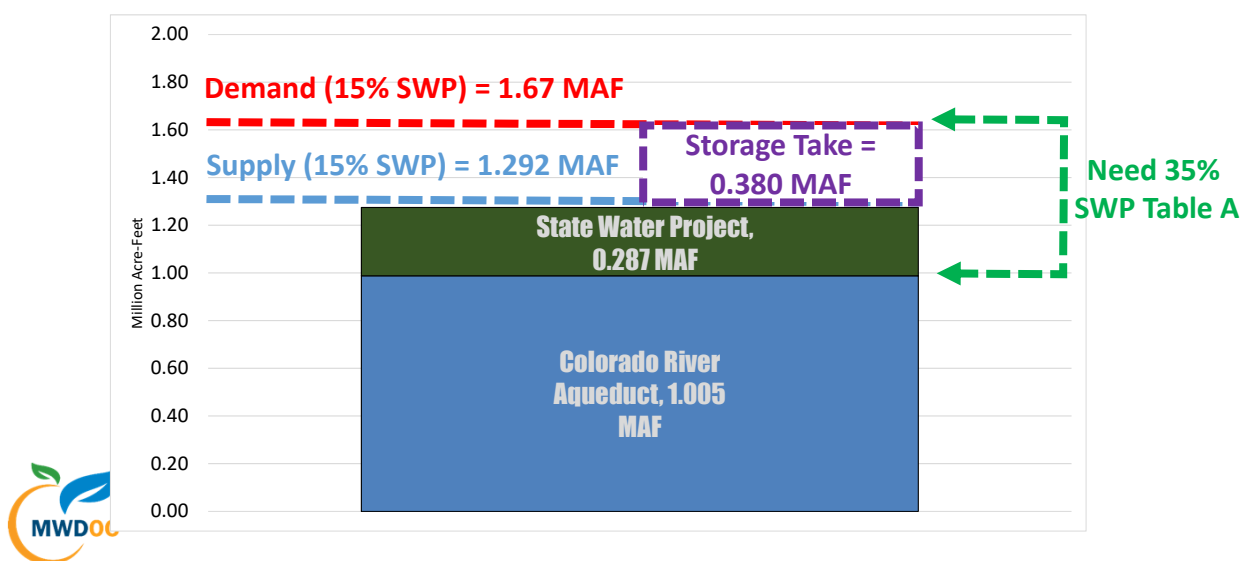 2.00
1.80
1.60
1.40
1.20
1.00
0.80
0.60
0.40
0.20
0.00
Million Acre-Feet
Demand (15% SWP) = 1.67 MAF
Supply (15% SWP) = 1.292 MAF
Storage Take =
0.380 MAF
Need 35%
SWP Table A
State Water Project,
0.287 MAF
Colorado River
Aqueduct, 1.005
MAF
MWDOC